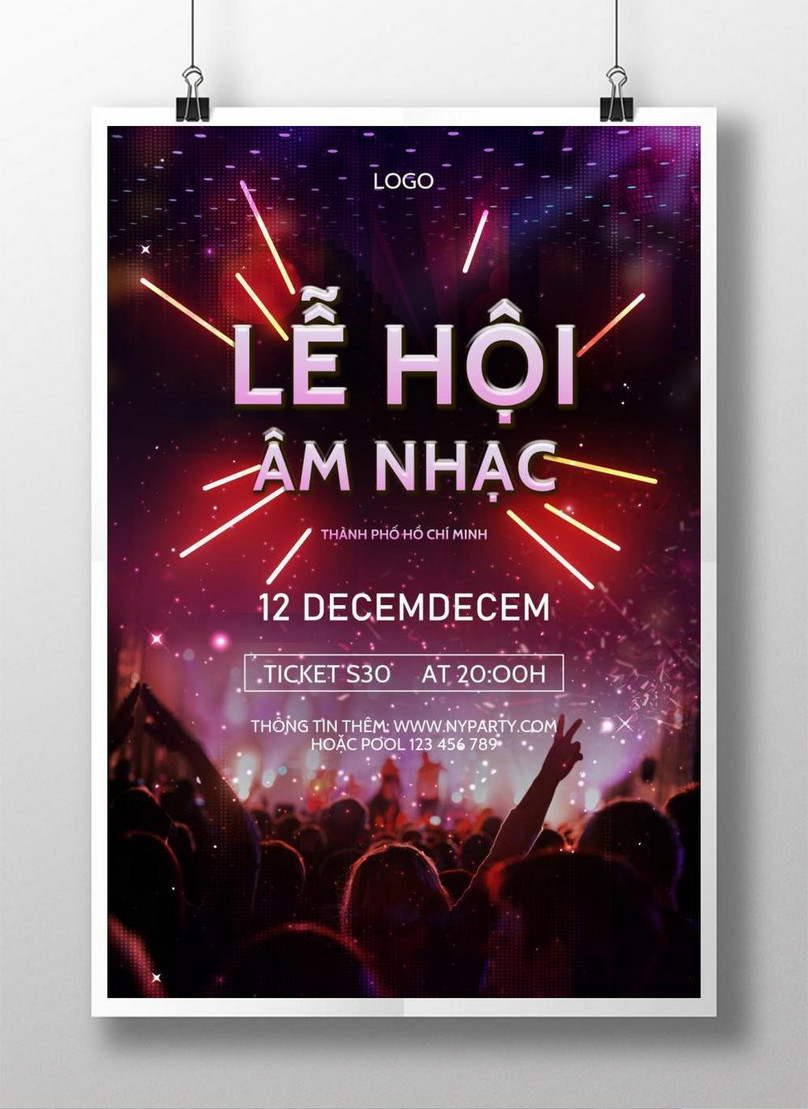 LOGO
LỄ HỘI
ÂM NHẠC
THÀNH PHỐ HỒ CHÍ MINH
12 DECEMDECEM
TICKET S30 AT 20:00H
THÔNG TIN THÊM: WWW.NYPARTY.COM
HOẶC POOL 123 456 789